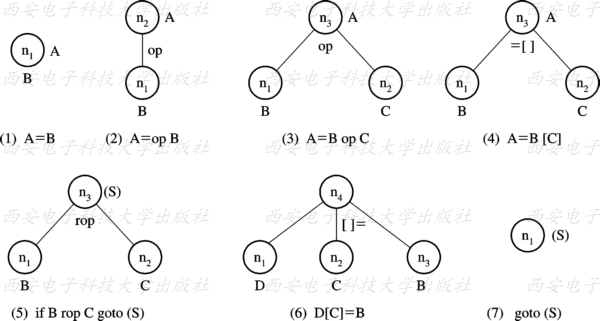 n₂ A
n₃ A
n₃ A
n₁ A
B
op
op
=[ ]
n₁
B
n₁ n₂
B C
n₁ n₂
B C
(1) A=B (2) A=op B (3) A=B op C (4) A=B [C]
n₃ (S)
n₄
rop
[ ]=
n₁ (S)
n₁ n₂
B C
n₁ n₂ n₃
D C B
(5) if B rop C goto (S) (6) D[C]=B (7) goto (S)
西安电子科技大学出版社